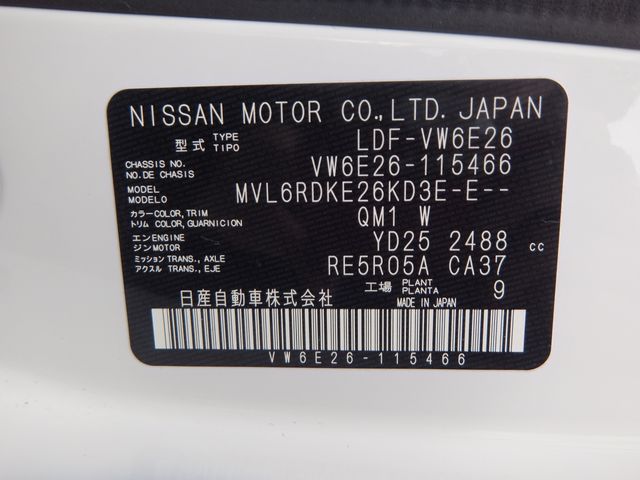 NISSAN MOTOR CO.,LTD. JAPAN
型式 TYPE TIPO LDF-VW6E26
CHASSIS NO. NO.DE CHASIS VW6E26-115466
MODEL MODELO MVL6RDKE26KD3E-E--
カラー COLOR, TRIM トリム COLOR, GUARNICION QM1 W
エンジン ENGINE MOTOR YD25 2488 cc
ミッション TRANS., AXLE アクスル TRANS., EJE RE5R05A CA37
工場 PLANT PLANTA 9
日産自動車株式会社 MADE IN JAPAN
VW6E26-115466